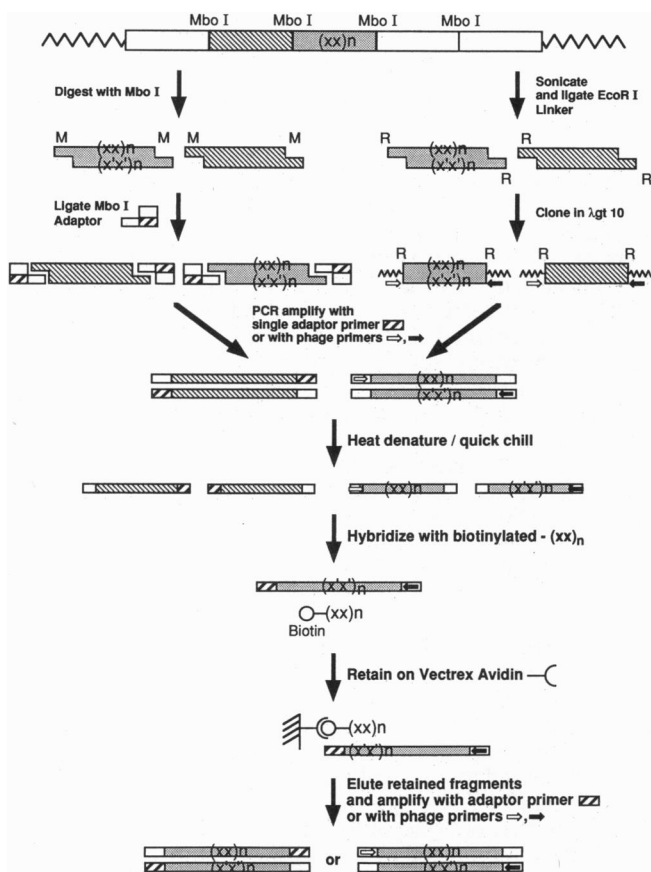 Mbo I Mbo I Mbo I Mbo I
(xx)n
Digest with Mbo I
Sonicate
and ligate EcoR I
Linker
M M M
(xx)n
(x'x')n
R R
(xx)n
(x'x')n
R R
Ligate Mbo I
Adaptor
Clone in λgt 10
R R R R
(xx)n
(x'x')n
(xx)n
(x'x')n
PCR amplify with
single adaptor primer
or with phage primers ,
(xx)n
(x'x')n
Heat denature / quick chill
(xx)n (x'x')n
Hybridize with biotinylated - (xx)n
(x'x')n
(xx)n
Biotin
Retain on Vectrex Avidin
(xx)n
(x'x')n
Elute retained fragments
and amplify with adaptor primer
or with phage primers ,
(xx)n or (xx)n
(x'x')n (x'x')n